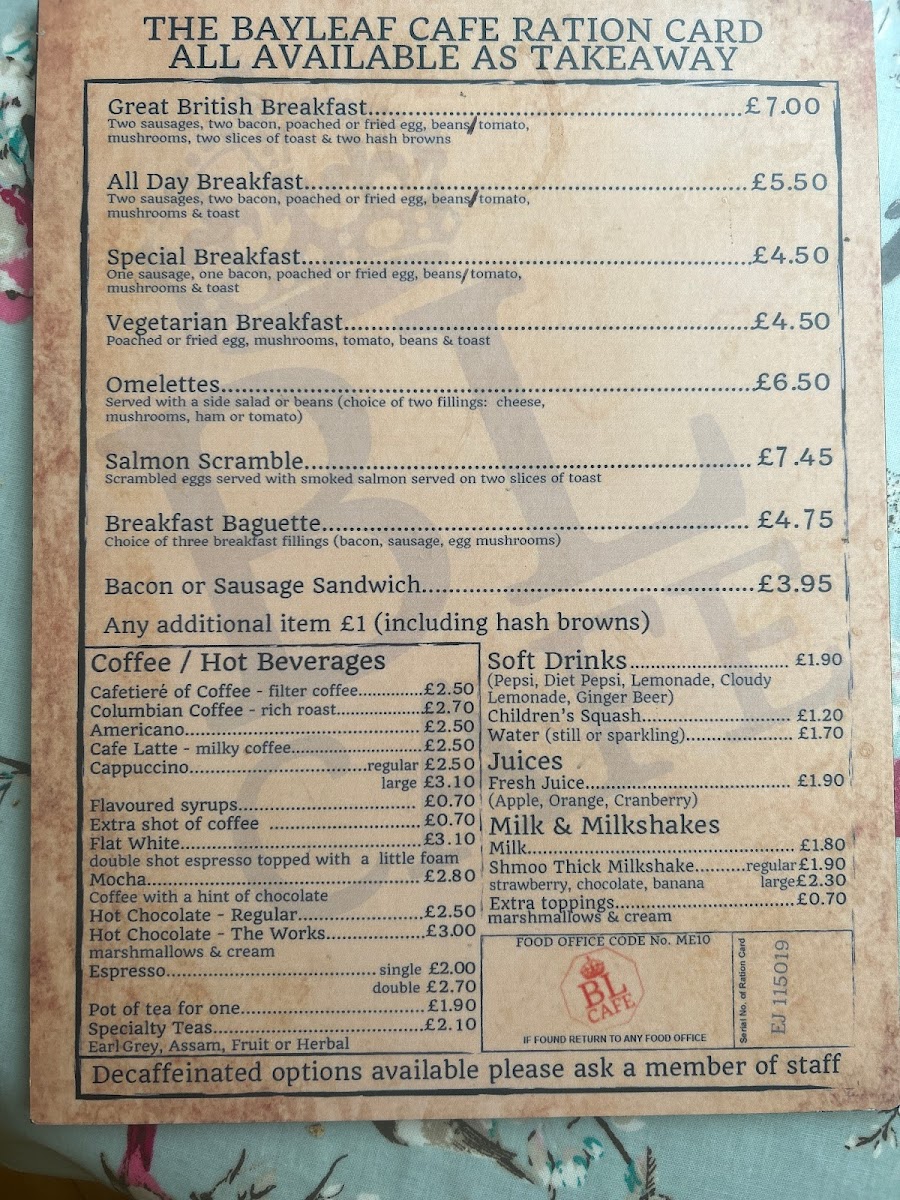 THE BAYLEAF CAFE RATION CARD
ALL AVAILABLE AS TAKEAWAY
Great British Breakfast........£7.00
Two sausages, two bacon, poached or fried egg, beans/tomato,
mushrooms, two slices of toast & two hash browns
All Day Breakfast........£5.50
Two sausages, two bacon, poached or fried egg, beans/tomato,
mushrooms & toast
Special Breakfast........£4.50
One sausage, one bacon, poached or fried egg, beans/tomato,
mushrooms & toast
Vegetarian Breakfast........£4.50
Poached or fried egg, mushrooms, tomato, beans & toast
Omelettes........£6.50
Served with a side salad or beans (choice of two fillings: cheese,
mushrooms, ham or tomato)
Salmon Scramble........£7.45
Scrambled eggs served with smoked salmon served on two slices of toast
Breakfast Baguette........£4.75
Choice of three breakfast fillings (bacon, sausage, egg mushrooms)
Bacon or Sausage Sandwich........£3.95
Any additional item £1 (including hash browns)
Coffee / Hot Beverages
Cafetieré of Coffee - filter coffee........£2.50
Columbian Coffee - rich roast........£2.70
Americano........£2.50
Cafe Latte - milky coffee........£2.50
Cappuccino........regular £2.50
large £3.10
Flavoured syrups........£0.70
Extra shot of coffee ........£0.70
Flat White........£3.10
double shot espresso topped with a little foam
Mocha........£2.80
Coffee with a hint of chocolate
Hot Chocolate - Regular........£2.50
Hot Chocolate - The Works........£3.00
marshmallows & cream
Espresso........single £2.00
double £2.70
Pot of tea for one........£1.90
Specialty Teas........£2.10
Earl Grey, Assam, Fruit or Herbal
Soft Drinks........£1.90
(Pepsi, Diet Pepsi, Lemonade, Cloudy
Lemonade, Ginger Beer)
Children's Squash........£1.20
Water (still or sparkling)........£1.70
Juices
Fresh Juice........£1.90
(Apple, Orange, Cranberry)
Milk & Milkshakes
Milk........£1.80
Shmoo Thick Milkshake........regular £1.90
strawberry, chocolate, banana large £2.30
Extra toppings........£0.70
marshmallows & cream
FOOD OFFICE CODE No. ME10
BL
CAFE
IF FOUND RETURN TO ANY FOOD OFFICE
Serial No. of Ration Card
EJ 115019
Decaffeinated options available please ask a member of staff
BL
CAFE